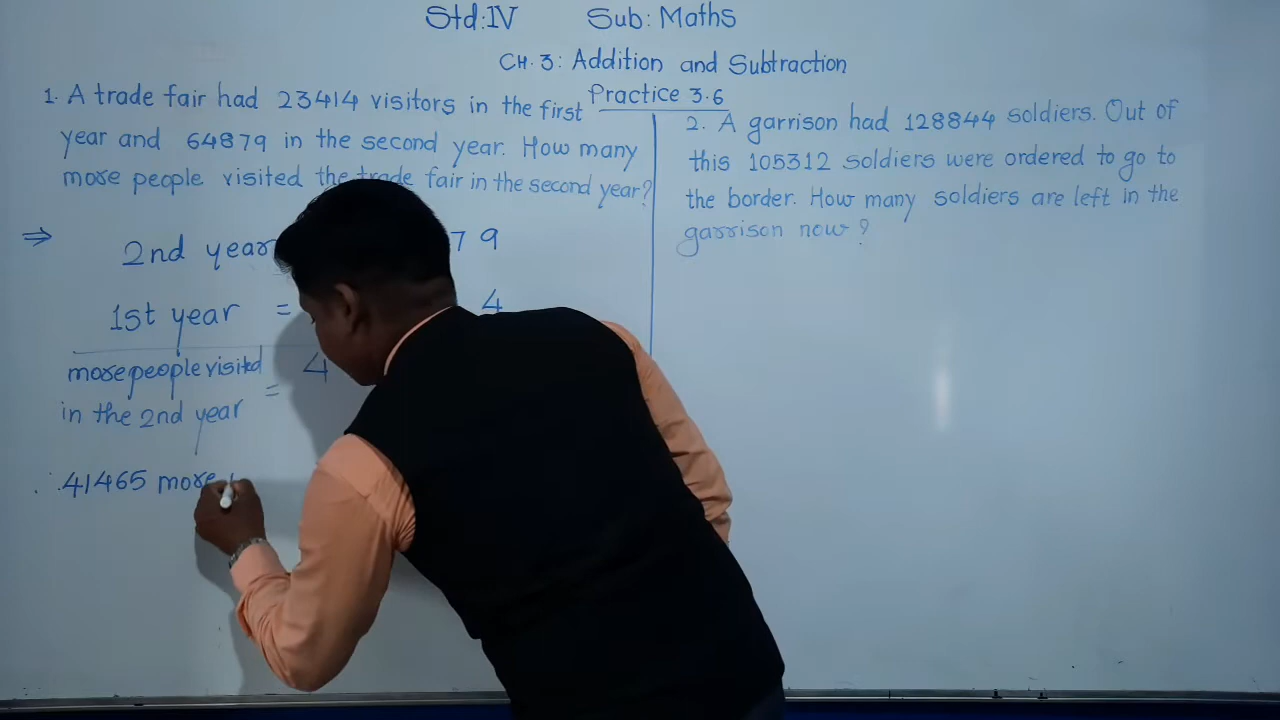 Std:IV Sub: Maths
CH. 3: Addition and Subtraction
Practice 3.6
1. A trade fair had 23414 visitors in the first
year and 64879 in the second year. How many
more people visited the trade fair in the second year?
⇒ 2nd year 79
1st year = 4
more people visited
in the 2nd year = 4
∴ 41465 more
2. A garrison had 128844 soldiers. Out of
this 105312 soldiers were ordered to go to
the border. How many soldiers are left in the
garrison now?